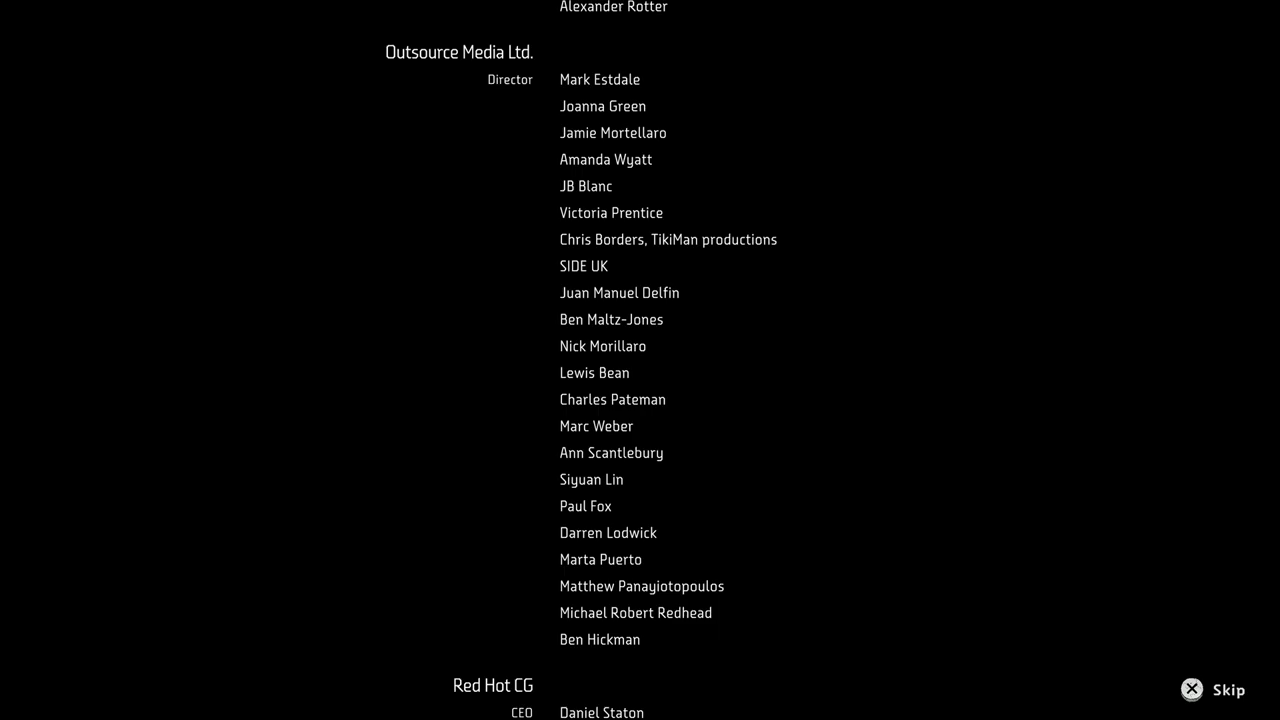 Alexander Rotter
Outsource Media Ltd.
Director Mark Estdale
Joanna Green
Jamie Mortellaro
Amanda Wyatt
JB Blanc
Victoria Prentice
Chris Borders, TikiMan productions
SIDE UK
Juan Manuel Delfin
Ben Maltz-Jones
Nick Morillaro
Lewis Bean
Charles Pateman
Marc Weber
Ann Scantlebury
Siyuan Lin
Paul Fox
Darren Lodwick
Marta Puerto
Matthew Panayiotopoulos
Michael Robert Redhead
Ben Hickman
Red Hot CG
CEO Daniel Staton
Skip